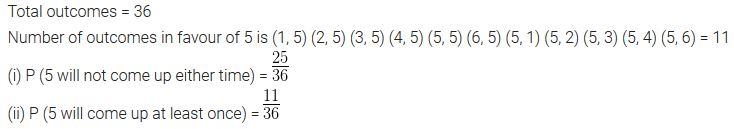 Total outcomes = 36
Number of outcomes in favour of 5 is (1, 5) (2, 5) (3, 5) (4, 5) (5, 5) (6, 5) (5, 1) (5, 2) (5, 3) (5, 4) (5, 6) = 11
(i) P (5 will not come up either time) = 25/36
(ii) P (5 will come up at least once) = 11/36